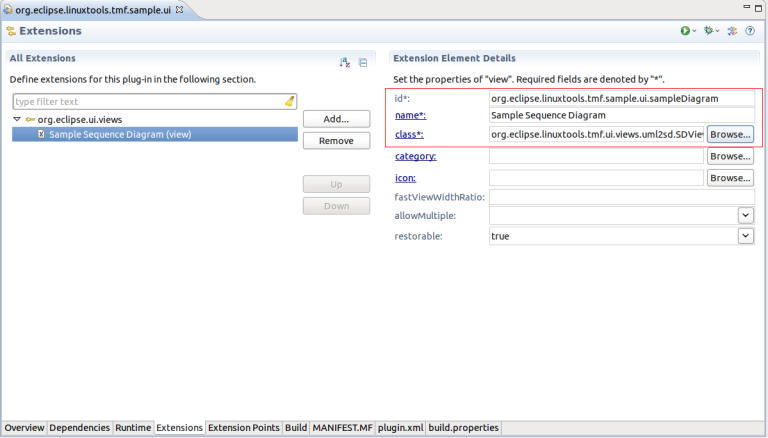 org.eclipse.linuxtools.tmf.sample.ui
Extensions
All Extensions
Define extensions for this plug-in in the following section.
type filter text
org.eclipse.ui.views
Sample Sequence Diagram (view)
Add...
Remove
Up
Down
Extension Element Details
Set the properties of "view". Required fields are denoted by "*".
id*: org.eclipse.linuxtools.tmf.sample.ui.sampleDiagram
name*: Sample Sequence Diagram
class*: org.eclipse.linuxtools.tmf.ui.views.uml2sd.SDView Browse...
category: Browse...
icon: Browse...
fastViewWidthRatio:
allowMultiple:
restorable: true
Overview Dependencies Runtime Extensions Extension Points Build MANIFEST.MF plugin.xml build.properties